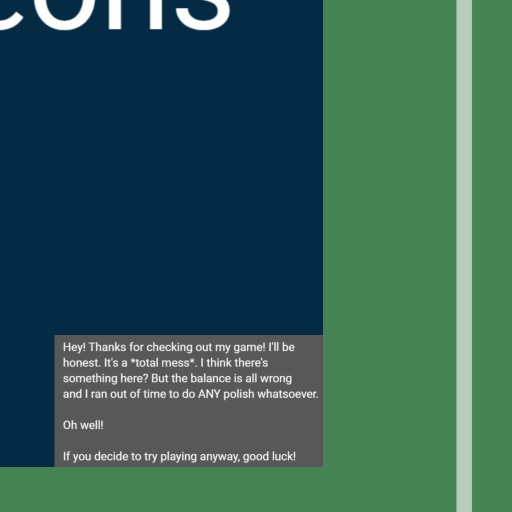 Hey! Thanks for checking out my game! I'll be
honest. It's a *total mess*. I think there's
something here? But the balance is all wrong
and I ran out of time to do ANY polish whatsoever.
Oh well!
If you decide to try playing anyway, good luck!